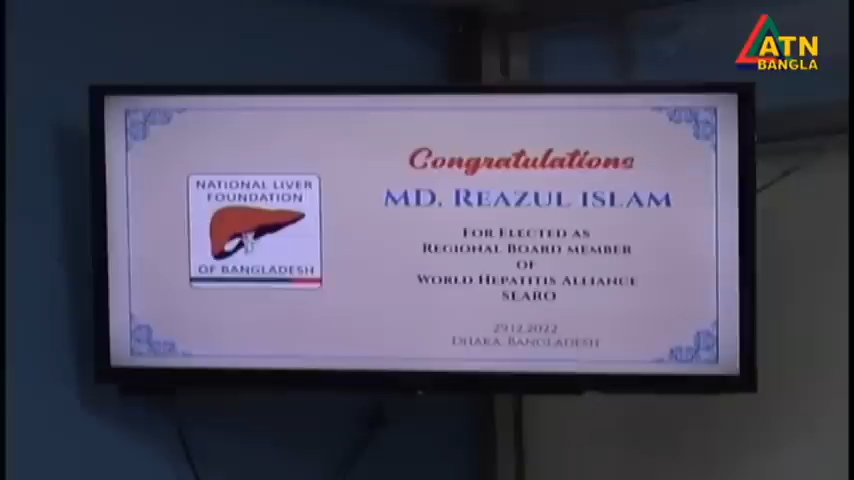 ATN
BANGLA
NATIONAL LIVER
FOUNDATION
OF BANGLADESH
Congratulations
MD. REAZUL ISLAM
FOR ELECTED AS
REGIONAL BOARD MEMBER
OF
WORLD HEPATITIS ALLIANCE
SEARO
29.12.2022
DHAKA, BANGLADESH